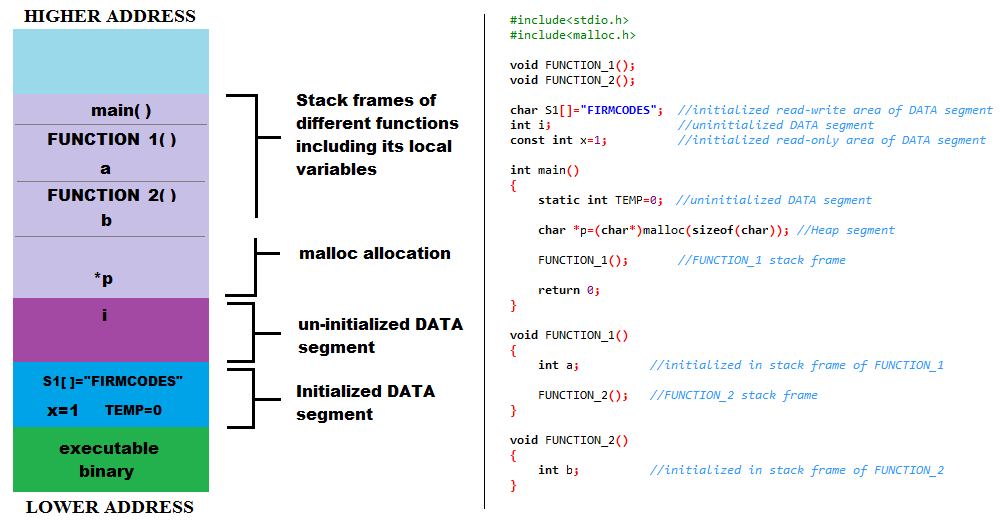 HIGHER ADDRESS
main( )
FUNCTION 1( )
a
FUNCTION 2( )
b
*p
i
S1[ ]="FIRMCODES"
x=1 TEMP=0
executable
binary
LOWER ADDRESS
Stack frames of
different functions
including its local
variables
malloc allocation
un-initialized DATA
segment
Initialized DATA
segment
#include<stdio.h>
#include<malloc.h>
void FUNCTION_1();
void FUNCTION_2();
char S1[]="FIRMCODES"; //initialized read-write area of DATA segment
int i; //uninitialized DATA segment
const int x=1; //initialized read-only area of DATA segment
int main()
{
static int TEMP=0; //uninitialized DATA segment
char *p=(char*)malloc(sizeof(char)); //Heap segment
FUNCTION_1(); //FUNCTION_1 stack frame
return 0;
}
void FUNCTION_1()
{
int a; //initialized in stack frame of FUNCTION_1
FUNCTION_2(); //FUNCTION_2 stack frame
}
void FUNCTION_2()
{
int b; //initialized in stack frame of FUNCTION_2
}